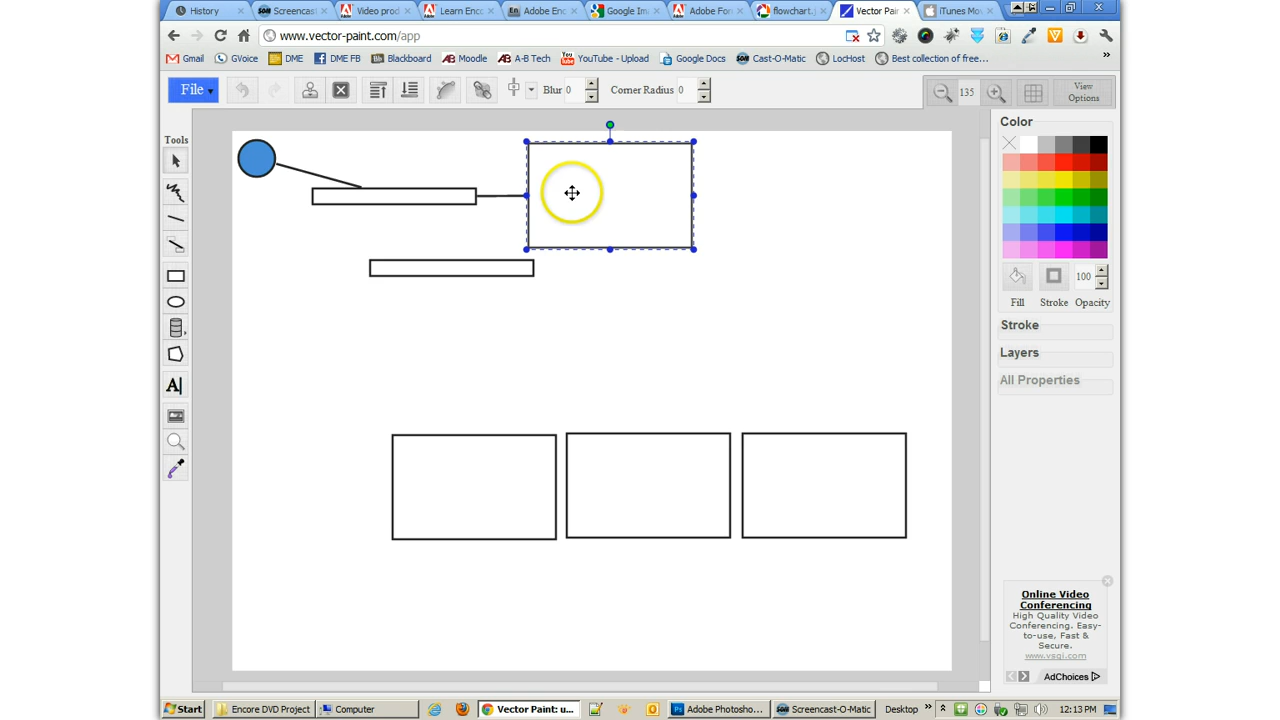 History
Screencast
Video prod
Learn Enco
Adobe Enc
Google Im
Adobe For
flowchart.j
Vector Pai
iTunes Mo
www.vector-paint.com/app
Gmail
GVoice
DME
DME FB
Blackboard
Moodle
A-B Tech
YouTube - Upload
Google Docs
Cast-O-Matic
LocHost
Best collection of free...
File
Blur 0
Corner Radius 0
135
View
Options
Tools
Color
A
100
Fill
Stroke
Opacity
Stroke
Layers
All Properties
Online Video
Conferencing
High Quality Video
Conferencing. Easy-
to-use, Fast &
Secure.
www.vsgi.com
AdChoices
Start
Encore DVD Project
Computer
Vector Paint: u...
Adobe Photosho...
Screencast-O-Matic
Desktop
12:13 PM